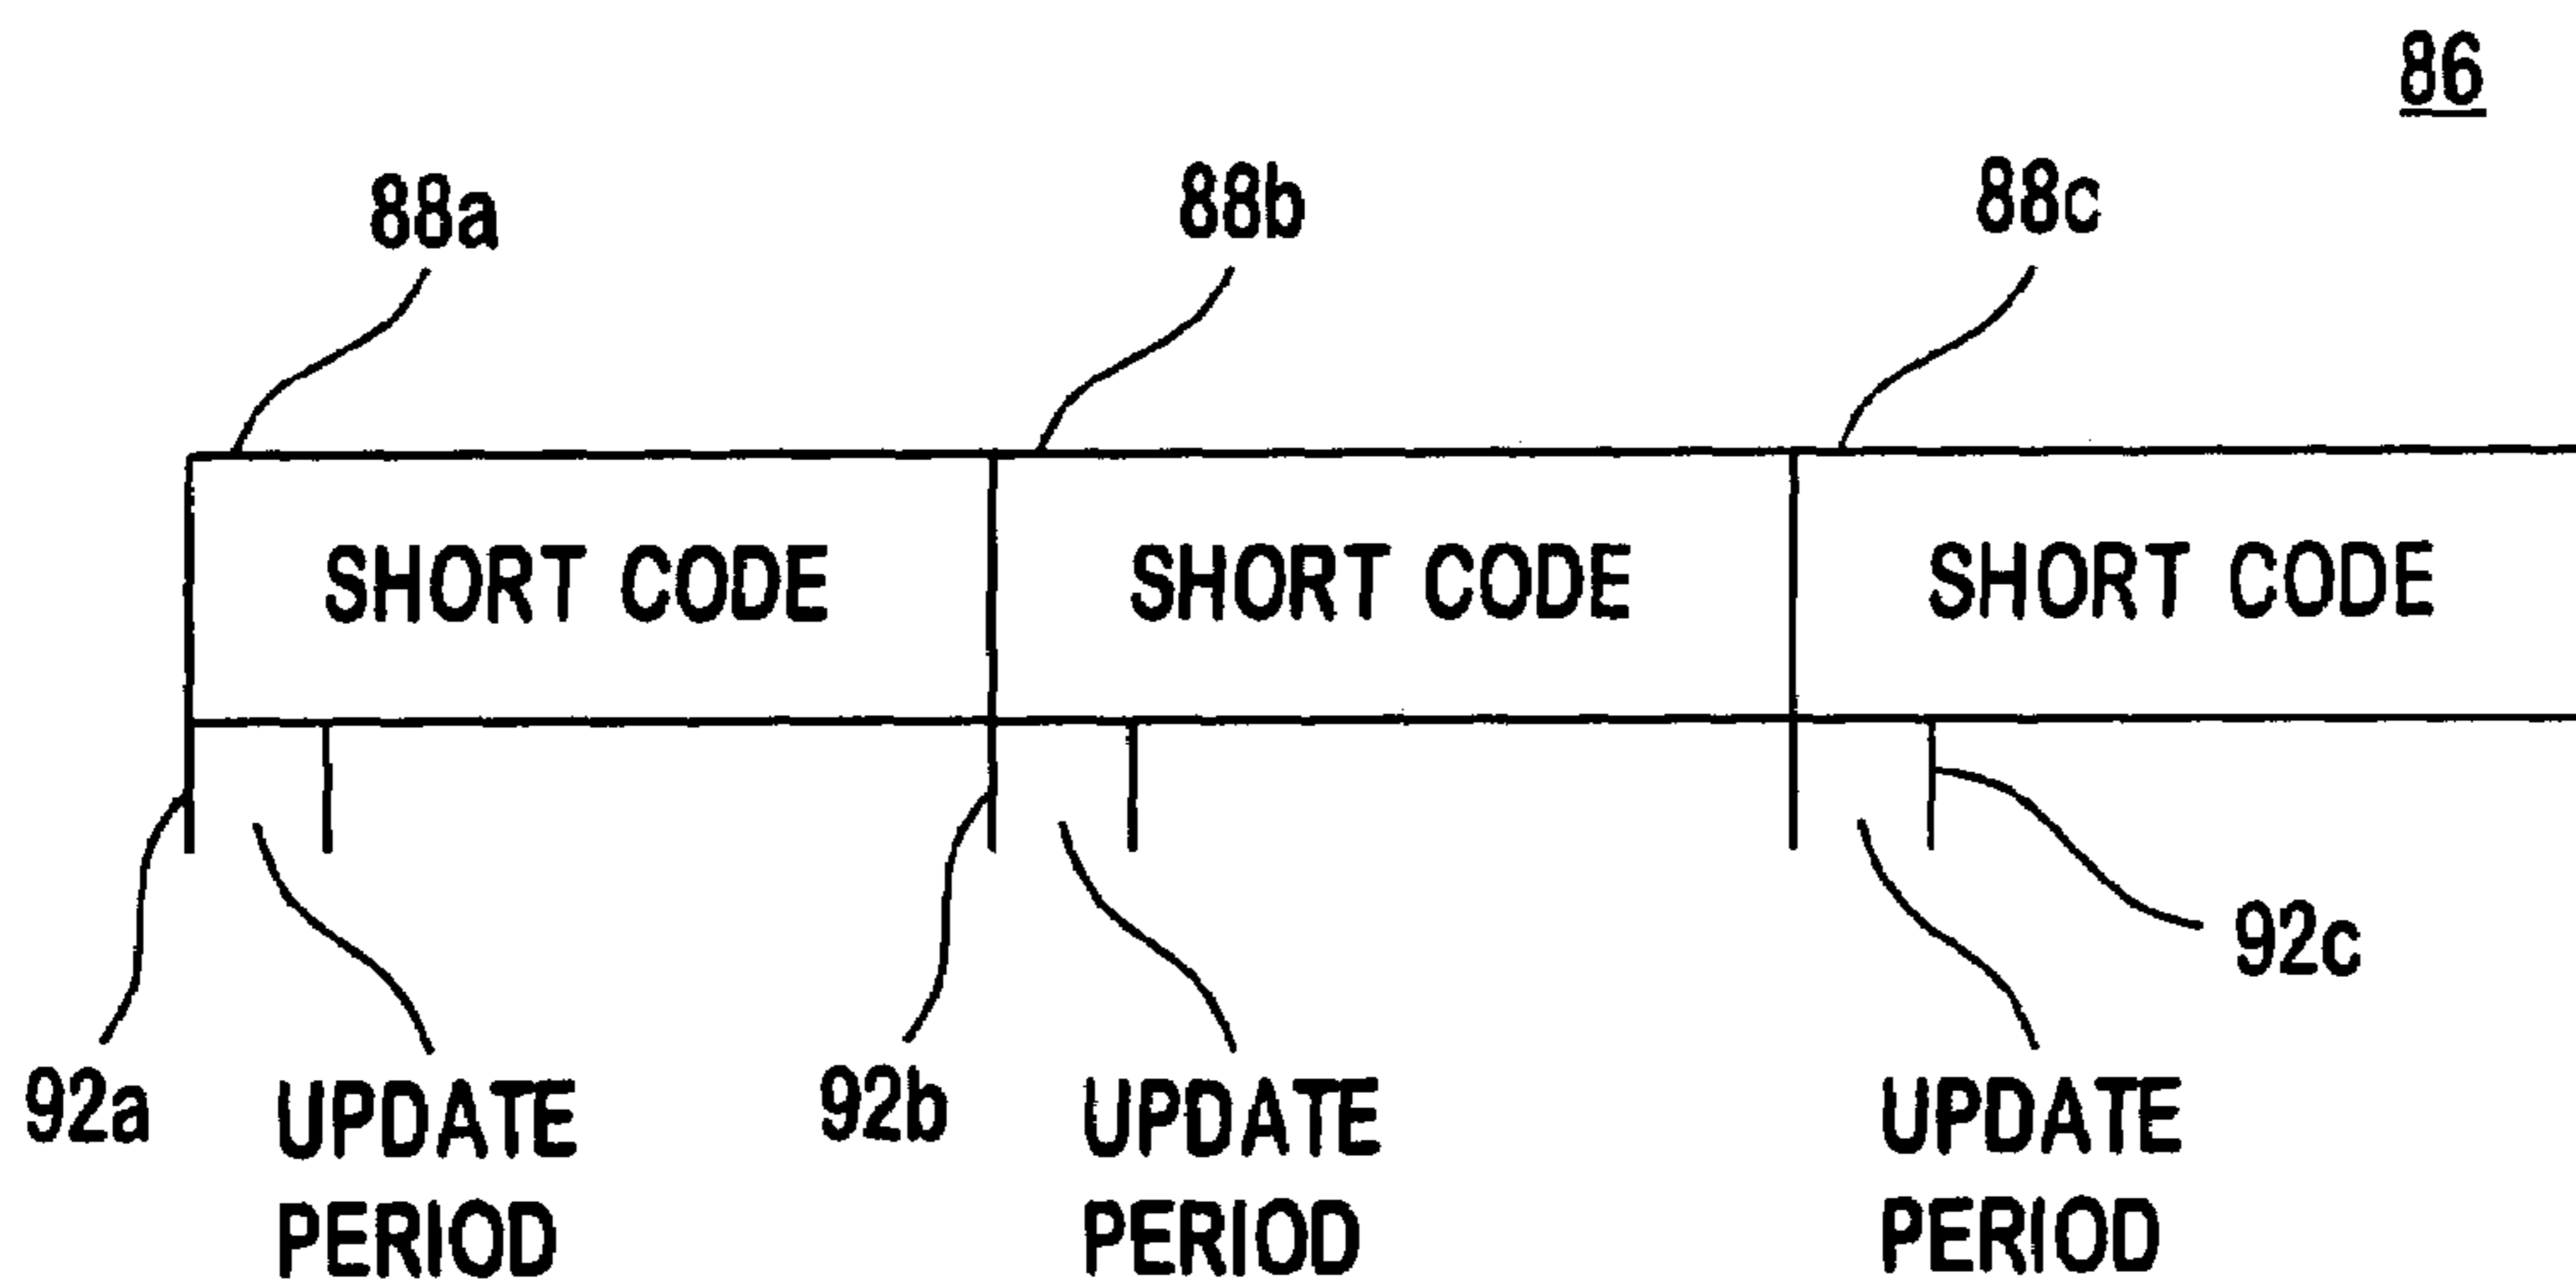 86
88a
88b
88c
SHORT CODE
SHORT CODE
SHORT CODE
92a
UPDATE
PERIOD
92b
UPDATE
PERIOD
92c
UPDATE
PERIOD